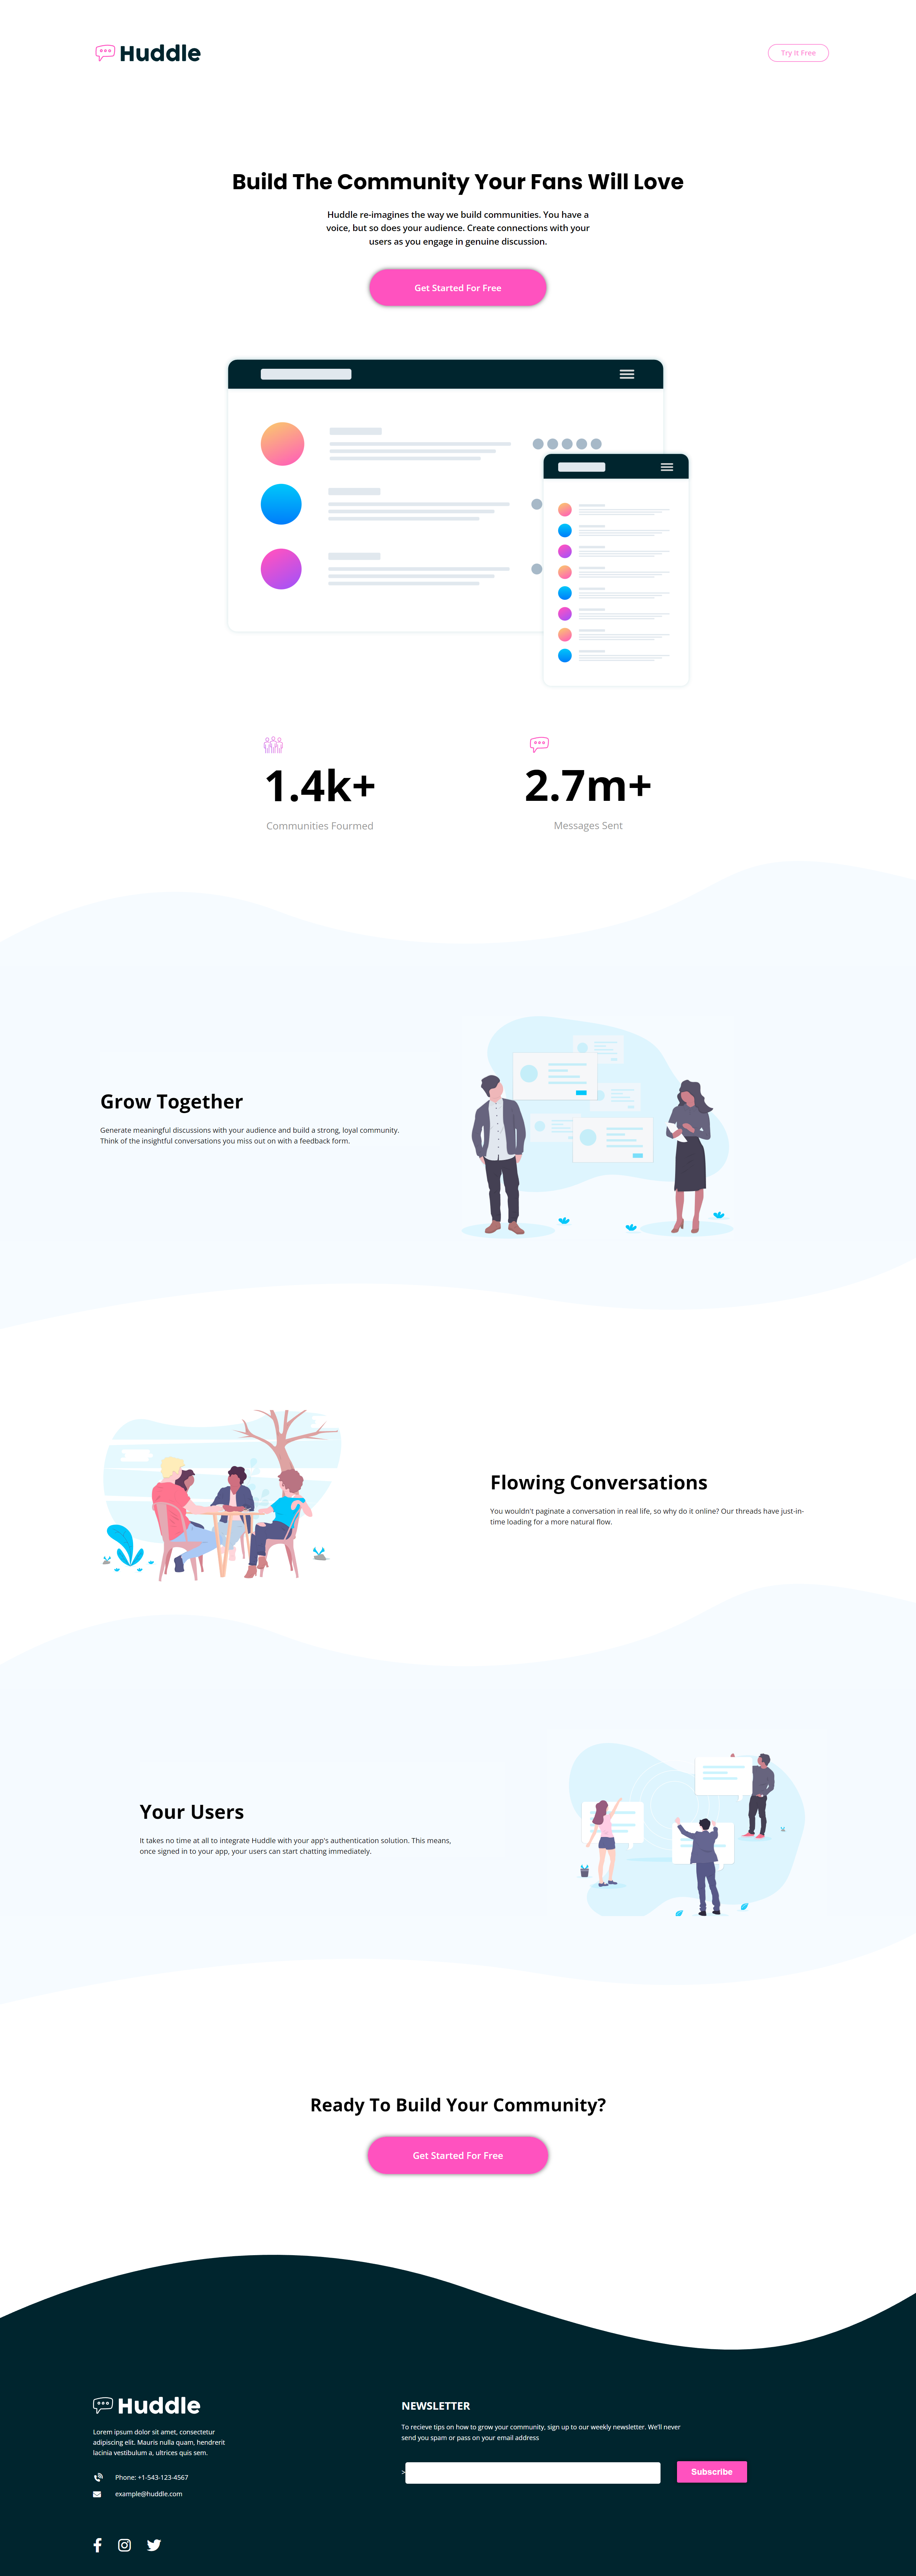 Huddle
Try It Free
Build The Community Your Fans Will Love
Huddle re-imagines the way we build communities. You have a
voice, but so does your audience. Create connections with your
users as you engage in genuine discussion.
Get Started For Free
1.4k+
Communities Fourmed
2.7m+
Messages Sent
Grow Together
Generate meaningful discussions with your audience and build a strong, loyal community.
Think of the insightful conversations you miss out on with a feedback form.
Flowing Conversations
You wouldn't paginate a conversation in real life, so why do it online? Our threads have just-in-
time loading for a more natural flow.
Your Users
It takes no time at all to integrate Huddle with your app's authentication solution. This means,
once signed in to your app, your users can start chatting immediately.
Ready To Build Your Community?
Get Started For Free
Huddle
Lorem ipsum dolor sit amet, consectetur
adipiscing elit. Mauris nulla quam, hendrerit
lacinia vestibulum a, ultrices quis sem.
Phone: +1-543-123-4567
example@huddle.com
NEWSLETTER
To recieve tips on how to grow your community, sign up to our weekly newsletter. We'll never
send you spam or pass on your email address
>
Subscribe